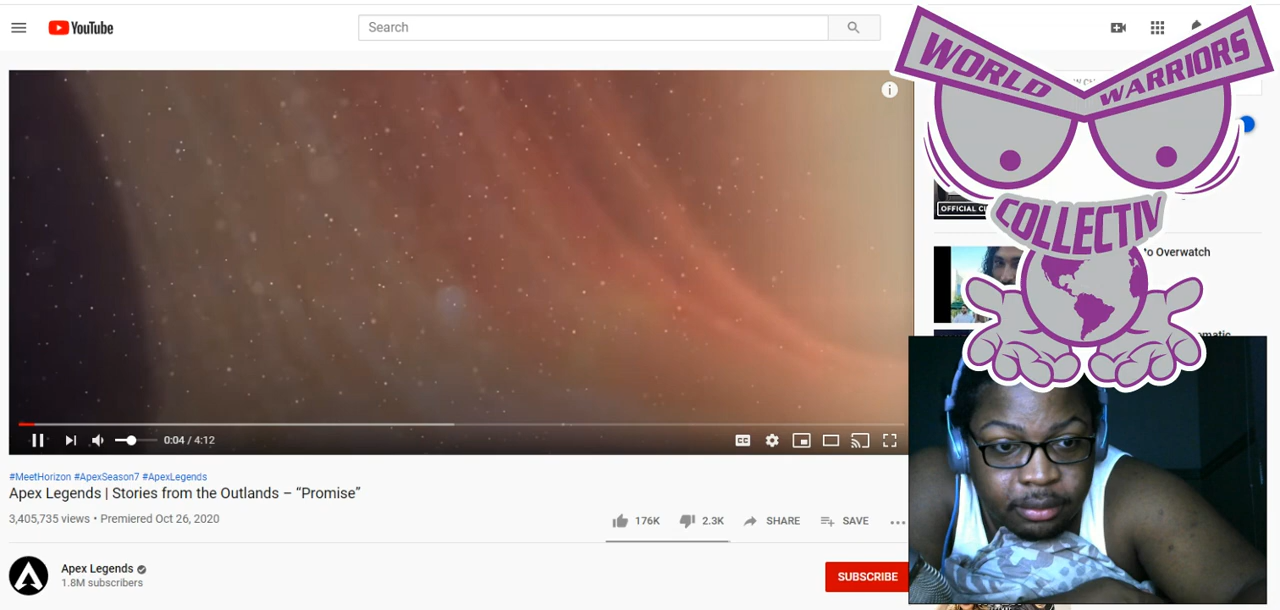 YouTube
Search
WORLD WARRIORS
COLLECTIV
OFFICIAL
Overwatch
0:04 / 4:12
CC
#MeetHorizon #ApexSeason7 #ApexLegends
Apex Legends | Stories from the Outlands – “Promise”
3,405,735 views • Premiered Oct 26, 2020
176K
2.3K
SHARE
SAVE
Apex Legends
1.8M subscribers
SUBSCRIBE